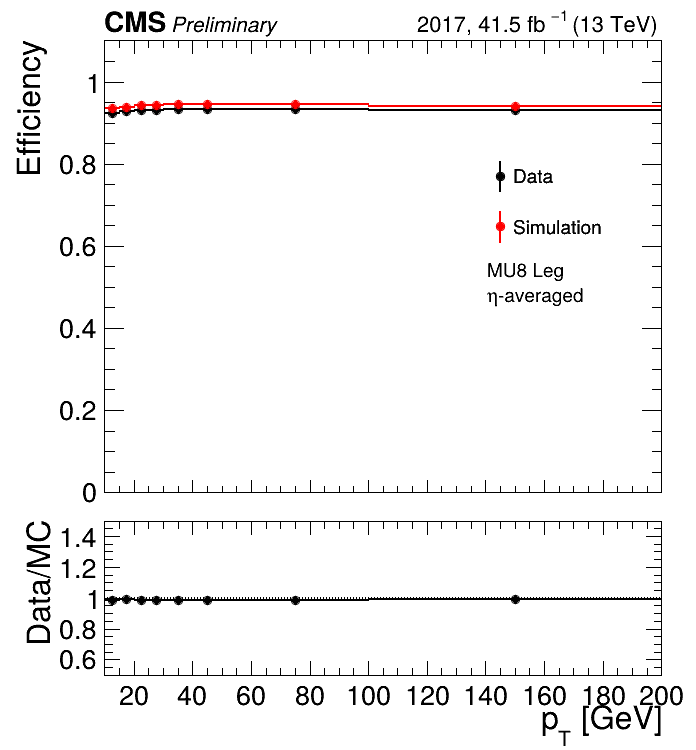 CMS Preliminary 2017, 41.5 fb⁻¹ (13 TeV)
Efficiency
1
0.8
0.6
0.4
0.2
0
Data
Simulation
MU8 Leg
η-averaged
Data/MC
1.4
1.2
1
0.8
0.6
20 40 60 80 100 120 140 160 180 200
p_T [GeV]